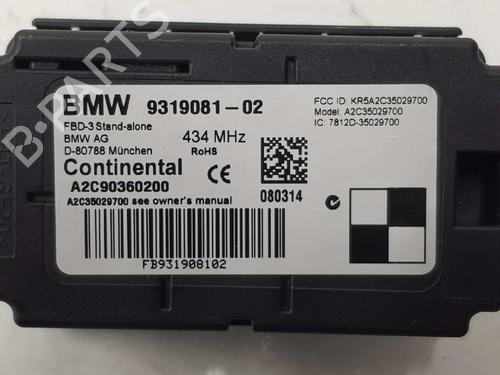 B-PARTS
BMW 9319081-02
FBD-3 Stand-alone
BMW AG
D-80788 München
434 MHz
RoHS
FCC ID: KR5A2C35029700
Model: A2C35029700
IC: 7812D-35029700
Continental
A2C90360200
CE
080314
A2C35029700 see owner's manual
FB931908102